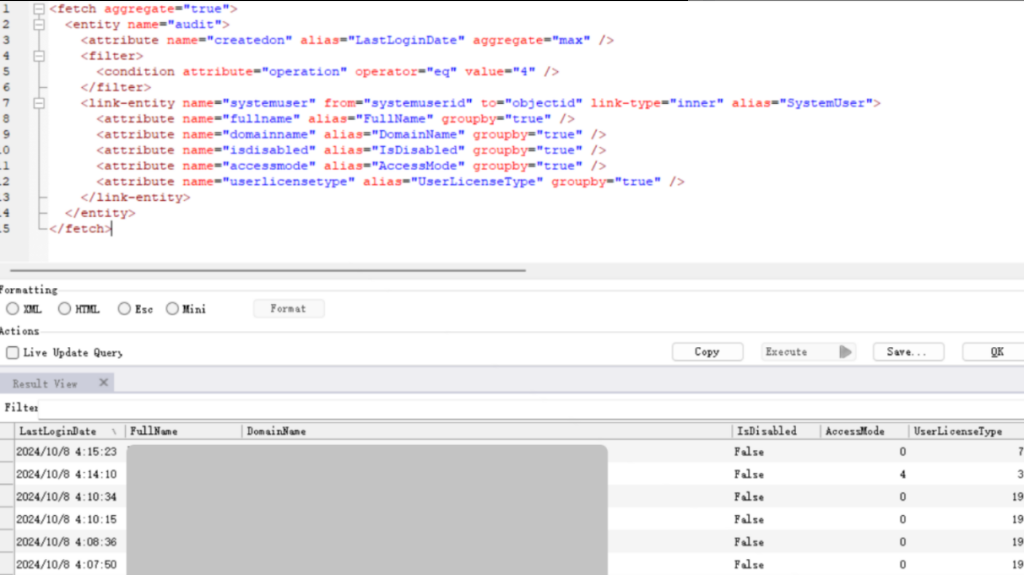 1 <fetch aggregate="true">
2 <entity name="audit">
3 <attribute name="createdon" alias="LastLoginDate" aggregate="max" />
4 <filter>
5 <condition attribute="operation" operator="eq" value="4" />
6 </filter>
7 <link-entity name="systemuser" from="systemuserid" to="objectid" link-type="inner" alias="SystemUser">
8 <attribute name="fullname" alias="FullName" groupby="true" />
9 <attribute name="domainname" alias="DomainName" groupby="true" />
10 <attribute name="isdisabled" alias="IsDisabled" groupby="true" />
11 <attribute name="accessmode" alias="AccessMode" groupby="true" />
12 <attribute name="userlicensetype" alias="UserLicenseType" groupby="true" />
13 </link-entity>
14 </entity>
15 </fetch>
Formatting
XML HTML Esc Mini Format
Actions
Live Update Query Copy Execute Save... OK
Result View
Filter
LastLoginDate FullName DomainName IsDisabled AccessMode UserLicenseType
2024/10/8 4:15:23 False 0 7
2024/10/8 4:14:10 False 4 3
2024/10/8 4:10:34 False 0 19
2024/10/8 4:10:15 False 0 19
2024/10/8 4:08:36 False 0 19
2024/10/8 4:07:50 False 0 19